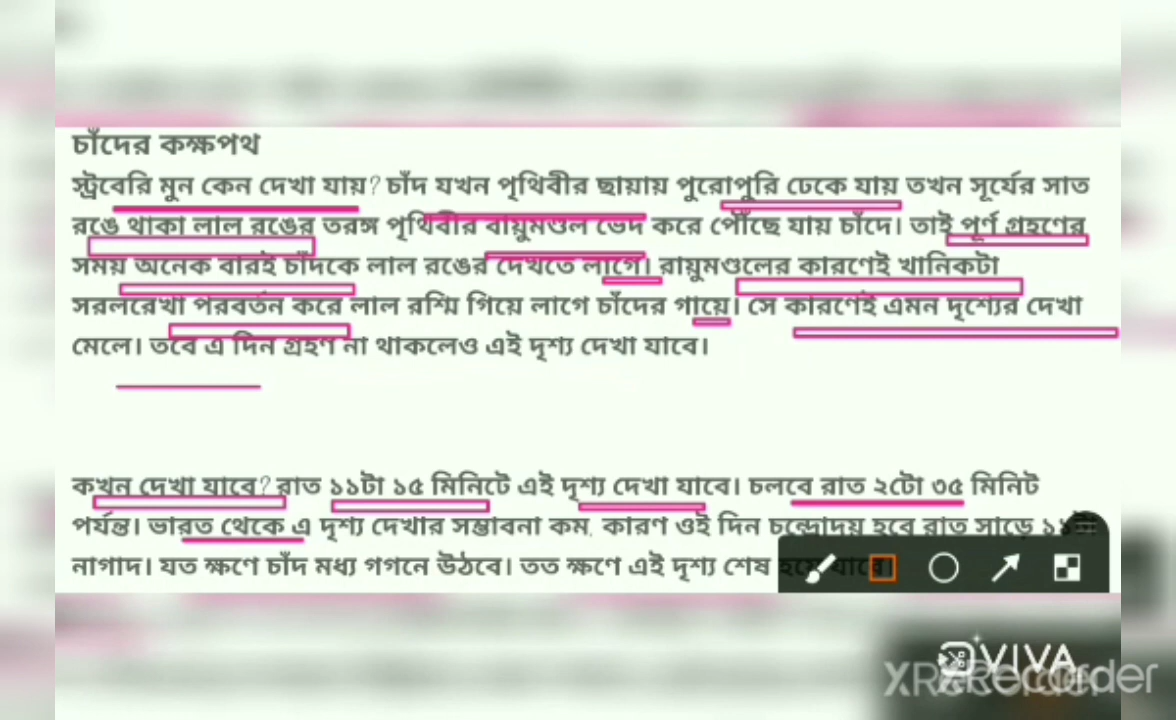 চাঁদের কক্ষপথ
স্ট্রবেরি মুন কেন দেখা যায়? চাঁদ যখন পৃথিবীর ছায়ায় পুরোপুরি ঢেকে যায় তখন সূর্যের সাত
রঙে থাকা লাল রঙের তরঙ্গ পৃথিবীর বায়ুমণ্ডল ভেদ করে পৌঁছে যায় চাঁদে। তাই পূর্ণ গ্রহণের
সময় অনেক বারই চাঁদকে লাল রঙের দেখতে লাগে। রায়ুমণ্ডলের কারণেই খানিকটা
সরলরেখা পরবর্তন করে লাল রশ্মি গিয়ে লাগে চাঁদের গায়ে। সে কারণেই এমন দৃশ্যের দেখা
মেলে। তবে এ দিন গ্রহণ না থাকলেও এই দৃশ্য দেখা যাবে।
কখন দেখা যাবে? রাত ১১টা ১৫ মিনিটে এই দৃশ্য দেখা যাবে। চলবে রাত ২টো ৩৫ মিনিট
পর্যন্ত। ভারত থেকে এ দৃশ্য দেখার সম্ভাবনা কম, কারণ ওই দিন চন্দ্রোদয় হবে রাত সাড়ে ১১টা
নাগাদ। যত ক্ষণে চাঁদ মধ্য গগনে উঠবে। তত ক্ষণে এই দৃশ্য শেষ হয়ে যাবে।
VIVA
XRecorder